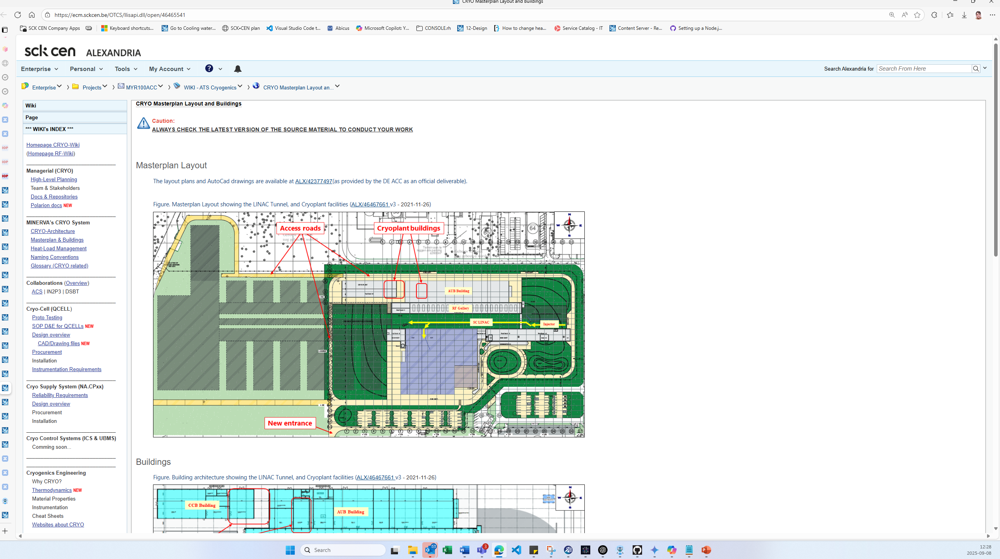 CRYO Masterplan Layout and Buildings
https://ecm.sckcen.be/OTCS/llisapi.dll/open/46465541
SCK CEN Company Apps
Keyboard shortcuts...
Go to Cooling water...
SCK•CEN plan
Visual Studio Code t...
Abicus
Microsoft Copilot: Y...
CONSOLE.rh
12-Design
How to change hea...
Service Catalog - IT
Content Server - Re...
Setting up a Node.j...
sck cen ALEXANDRIA
Enterprise Personal Tools My Account ?
Search Alexandria for Search From Here
Enterprise › Projects › MYR100ACC › WIKI - ATS Cryogenics › CRYO Masterplan Layout an...
Wiki
Page
*** WIKI's INDEX ***
Homepage CRYO-Wiki
(Homepage RF-Wiki)
Managerial (CRYO)
High-Level Planning
Team & Stakeholders
Docs & Repositories
Polarion docs NEW
MINERVA's CRYO System
CRYO-Architecture
Masterplan & Buildings
Heat-Load Management
Naming Conventions
Glossary (CRYO related)
Collaborations (Overview)
ACS | IN2P3 | DSBT
Cryo-Cell (QCELL)
Proto Testing
SOP D&E for QCELLs NEW
Design overview
CAD/Drawing files NEW
Procurement
Installation
Instrumentation Requirements
Cryo Supply System (NA.CPxx)
Reliability Requirements
Design overview
Procurement
Installation
Cryo Control Systems (ICS & UBMS)
Comming soon...
Cryogenics Engineering
Why CRYO?
Thermodynamics NEW
Material Properties
Instrumentation
Cheat Sheets
Websites about CRYO
CRYO Masterplan Layout and Buildings
Caution:
ALWAYS CHECK THE LATEST VERSION OF THE SOURCE MATERIAL TO CONDUCT YOUR WORK
Masterplan Layout
The layout plans and AutoCad drawings are available at ALX/42377497(as provided by the DE ACC as an official deliverable).
Figure. Masterplan Layout showing the LINAC Tunnel, and Cryoplant facilities (ALX/46467661 v3 - 2021-11-26)
Access roads
Cryoplant buildings
64
65
N
W E
S
AUB Building
RF Gallery
SC LINAC
Injector
New entrance
Buildings
Figure. Building architecture showing the LINAC Tunnel, and Cryoplant facilities (ALX/46467661 v3 - 2021-11-26)
CCB Building
AUB Building
N
W E
S
IOP
IOP
IOP
Search
3
12:28
2025-09-08